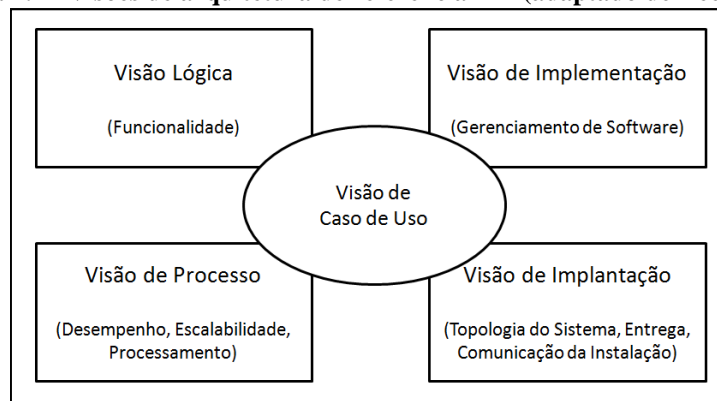 Visão Lógica
(Funcionalidade)
Visão de Implementação
(Gerenciamento de Software)
Visão de
Caso de Uso
Visão de Processo
(Desempenho, Escalabilidade,
Processamento)
Visão de Implantação
(Topologia do Sistema, Entrega,
Comunicação da Instalação)